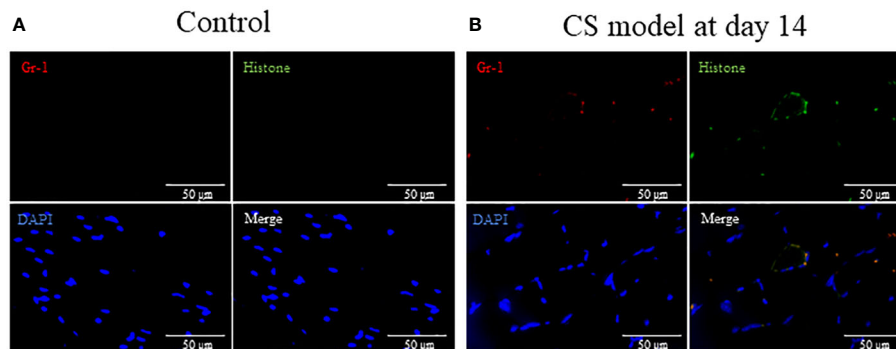 A
Control
Gr-1
Histone
50 µm
50 µm
DAPI
Merge
50 µm
50 µm
B
CS model at day 14
Gr-1
Histone
50 µm
50 µm
DAPI
Merge
50 µm
50 µm